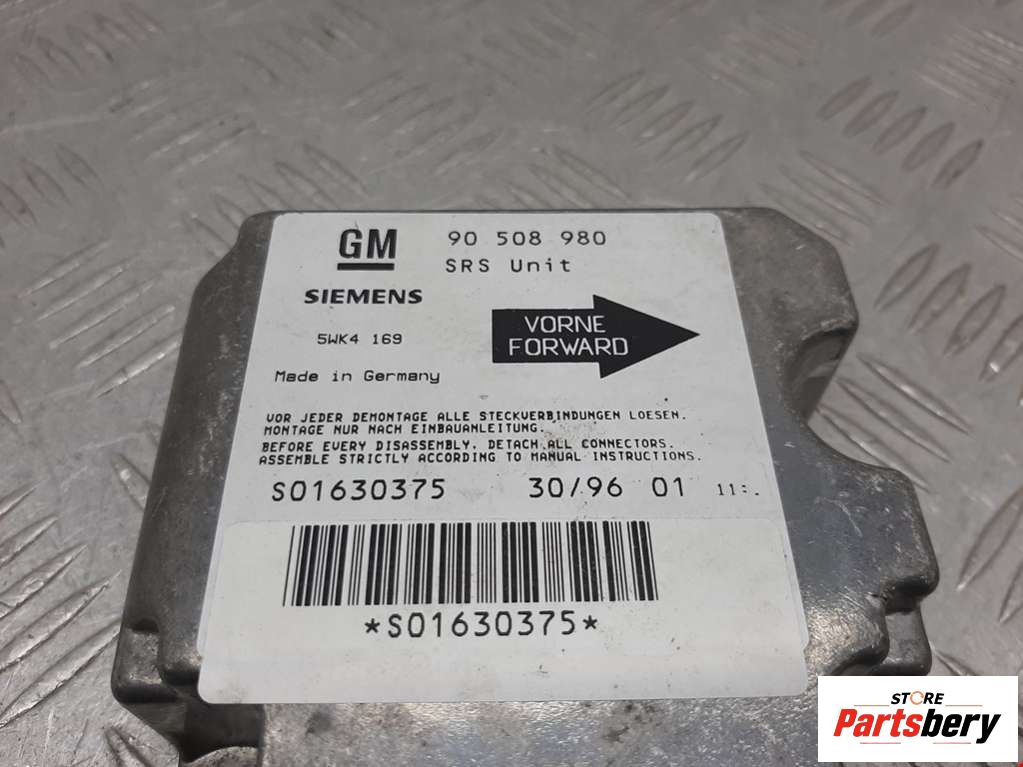 GM
90 508 980
SRS Unit
SIEMENS
5WK4 169
VORNE
FORWARD
Made in Germany
VOR JEDER DEMONTAGE ALLE STECKVERBINDUNGEN LOESEN.
MONTAGE NUR NACH EINBAUANLEITUNG.
BEFORE EVERY DISASSEMBLY, DETACH ALL CONNECTORS.
ASSEMBLE STRICTLY ACCORDING TO MANUAL INSTRUCTIONS.
S01630375 30/96 01
*S01630375*
STORE
Partsbery